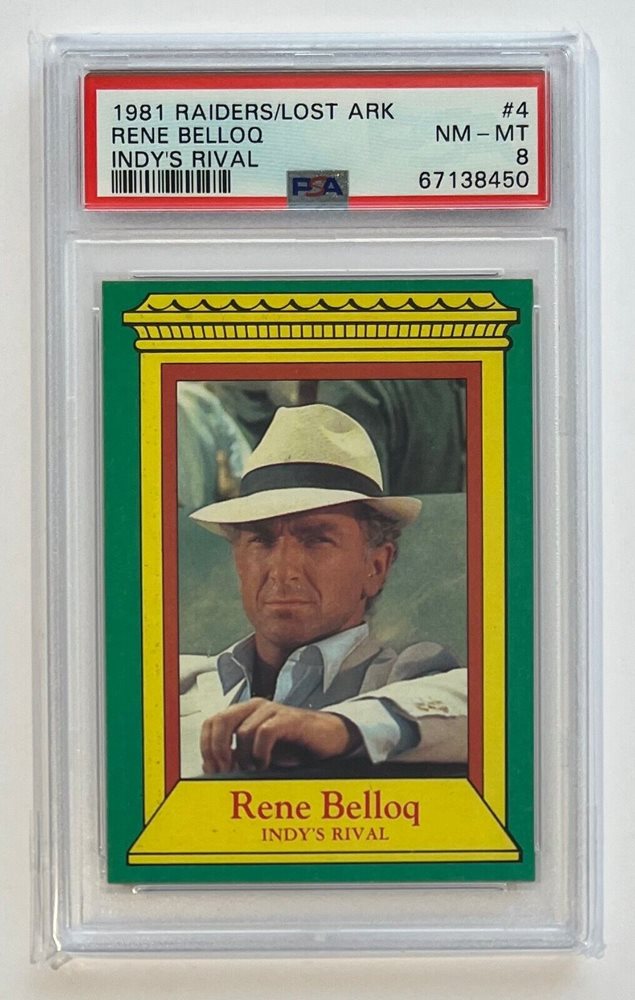 1981 RAIDERS/LOST ARK #4
RENE BELLOQ NM - MT
INDY'S RIVAL 8
PSA 67138450
Rene Belloq
INDY'S RIVAL